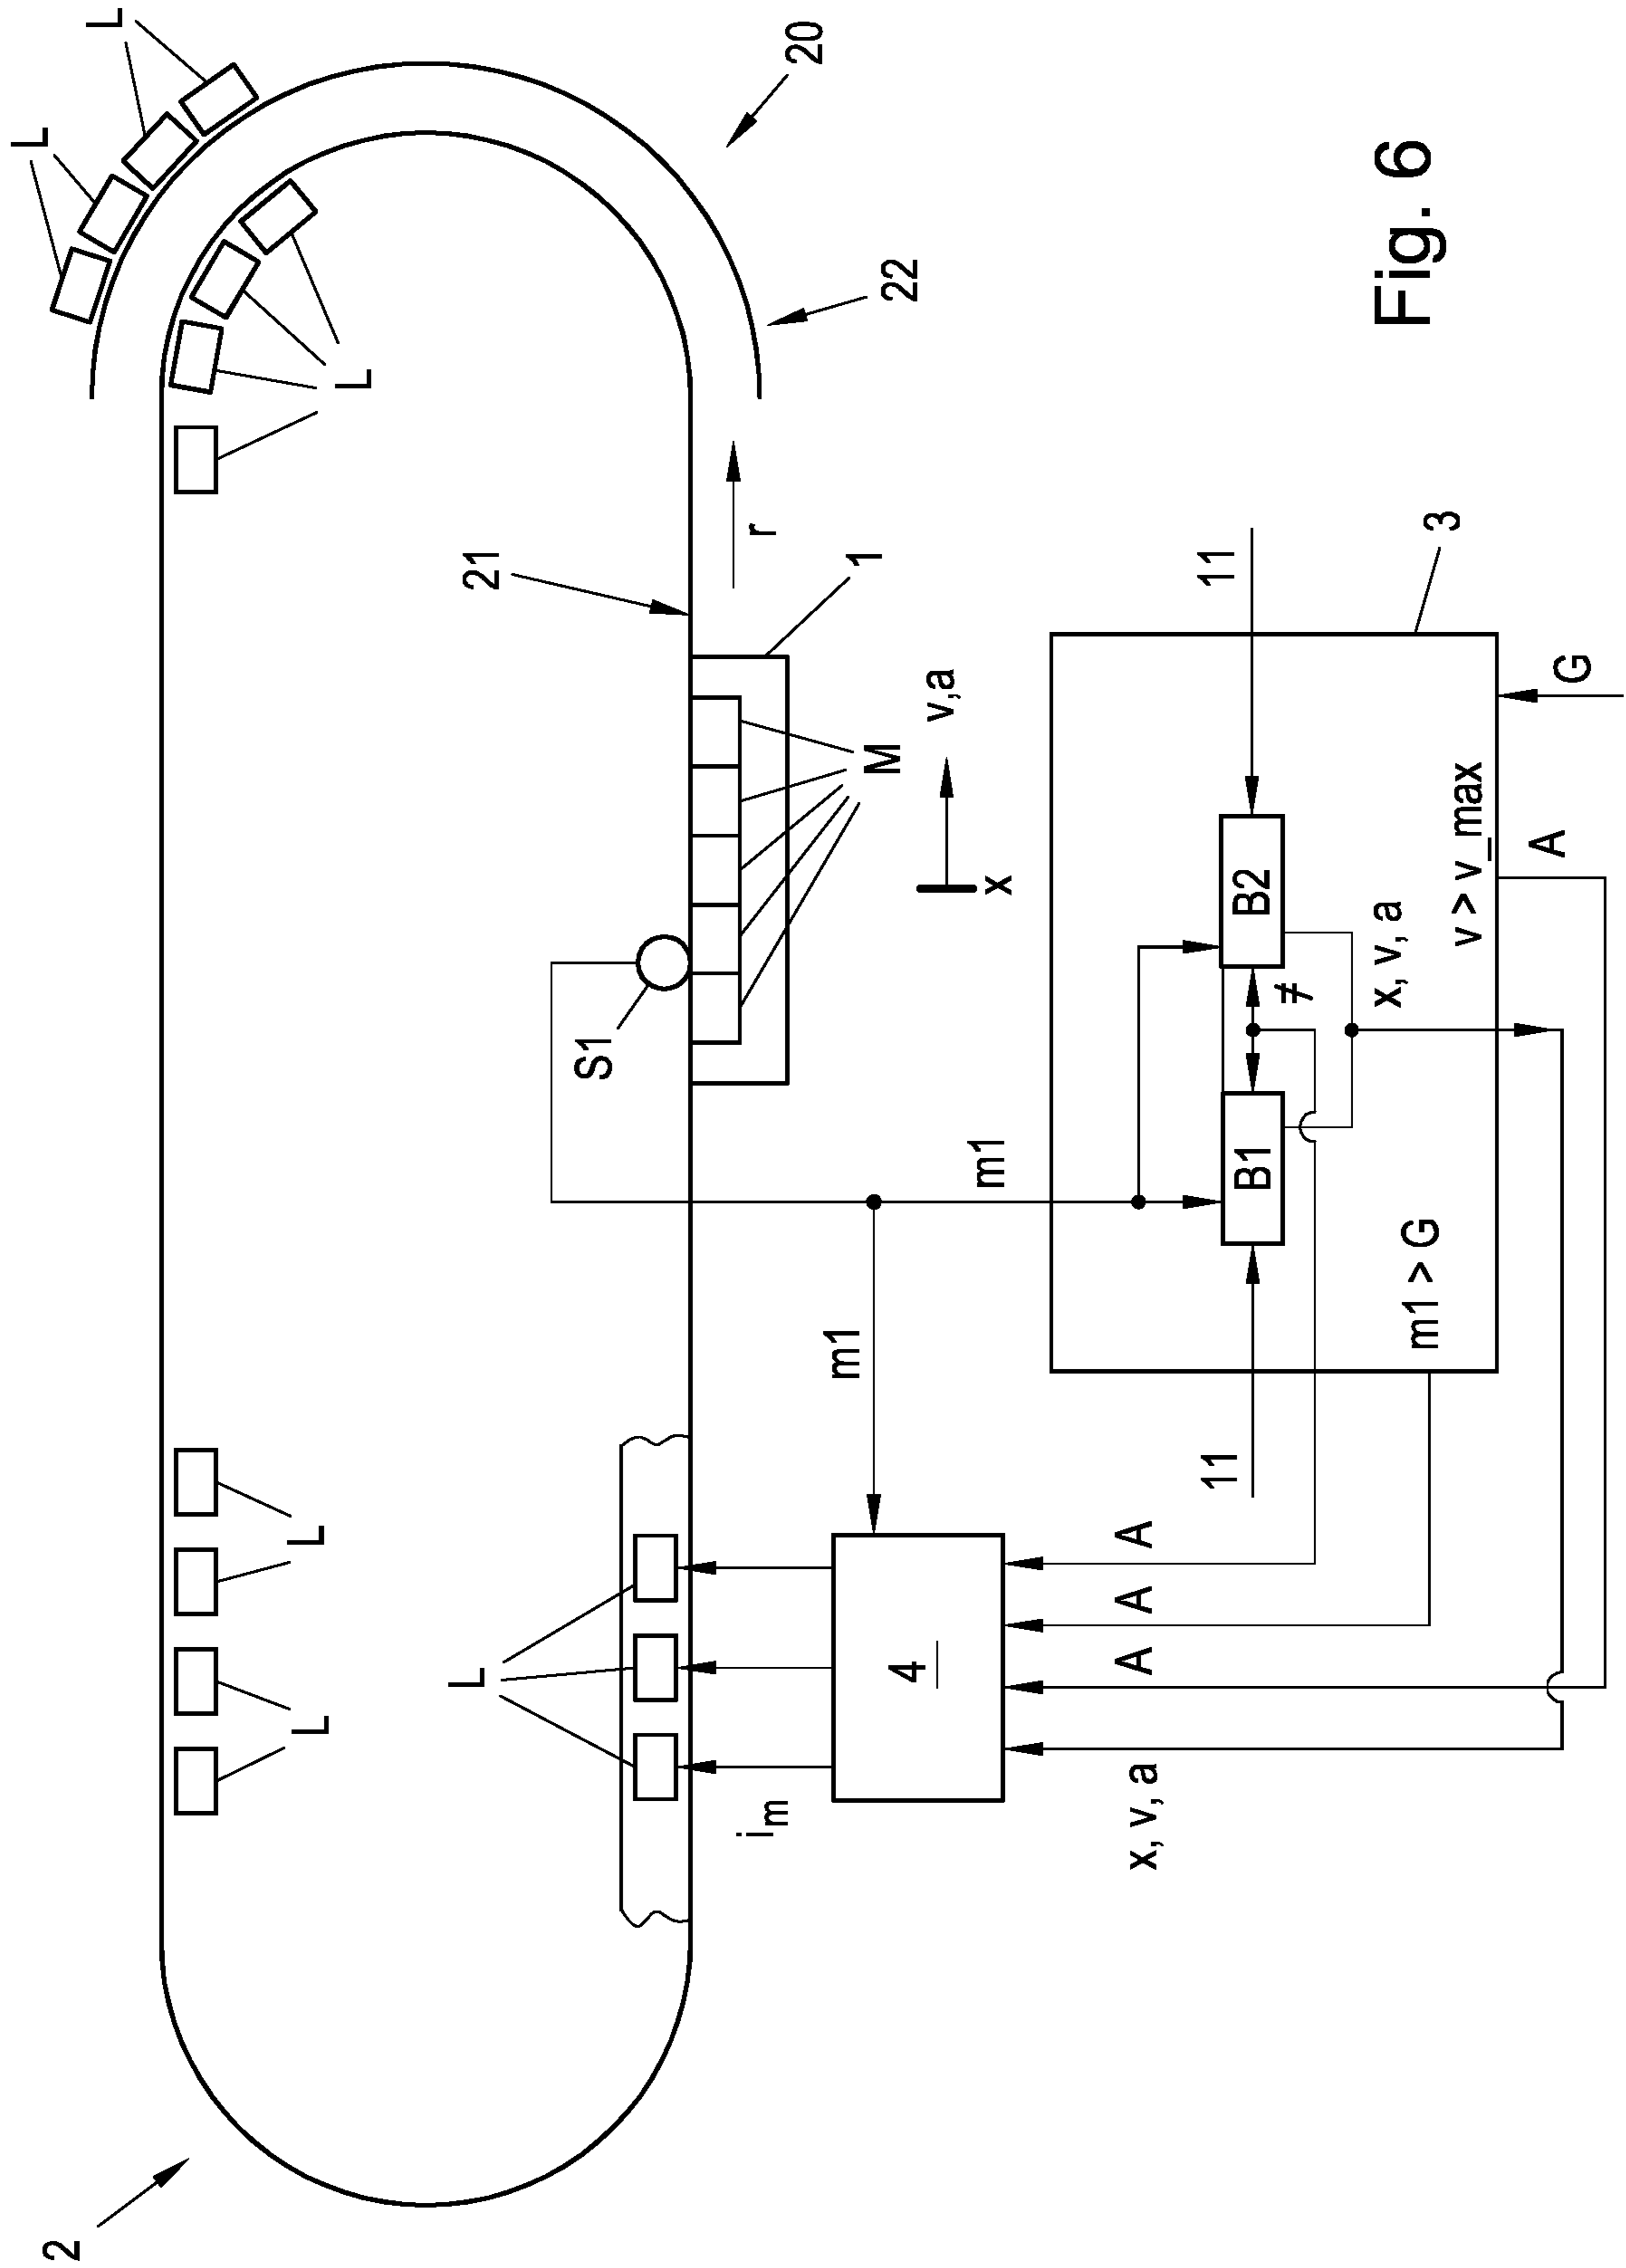 2
L
L
L
L
L
20
22
L
21
r
1
S1
M
v,a
x
m1
m1
i_m
4
3
11
11
B1
B2
≠
x, v, a
v > v_max
m1 > G
G
A
A
A
A
x, v, a
Fig. 6